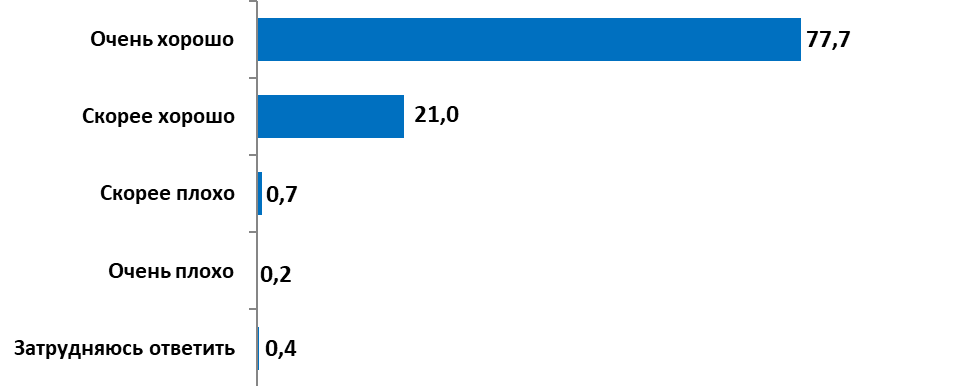 Очень хорошо 77,7
Скорее хорошо 21,0
Скорее плохо 0,7
Очень плохо 0,2
Затрудняюсь ответить 0,4